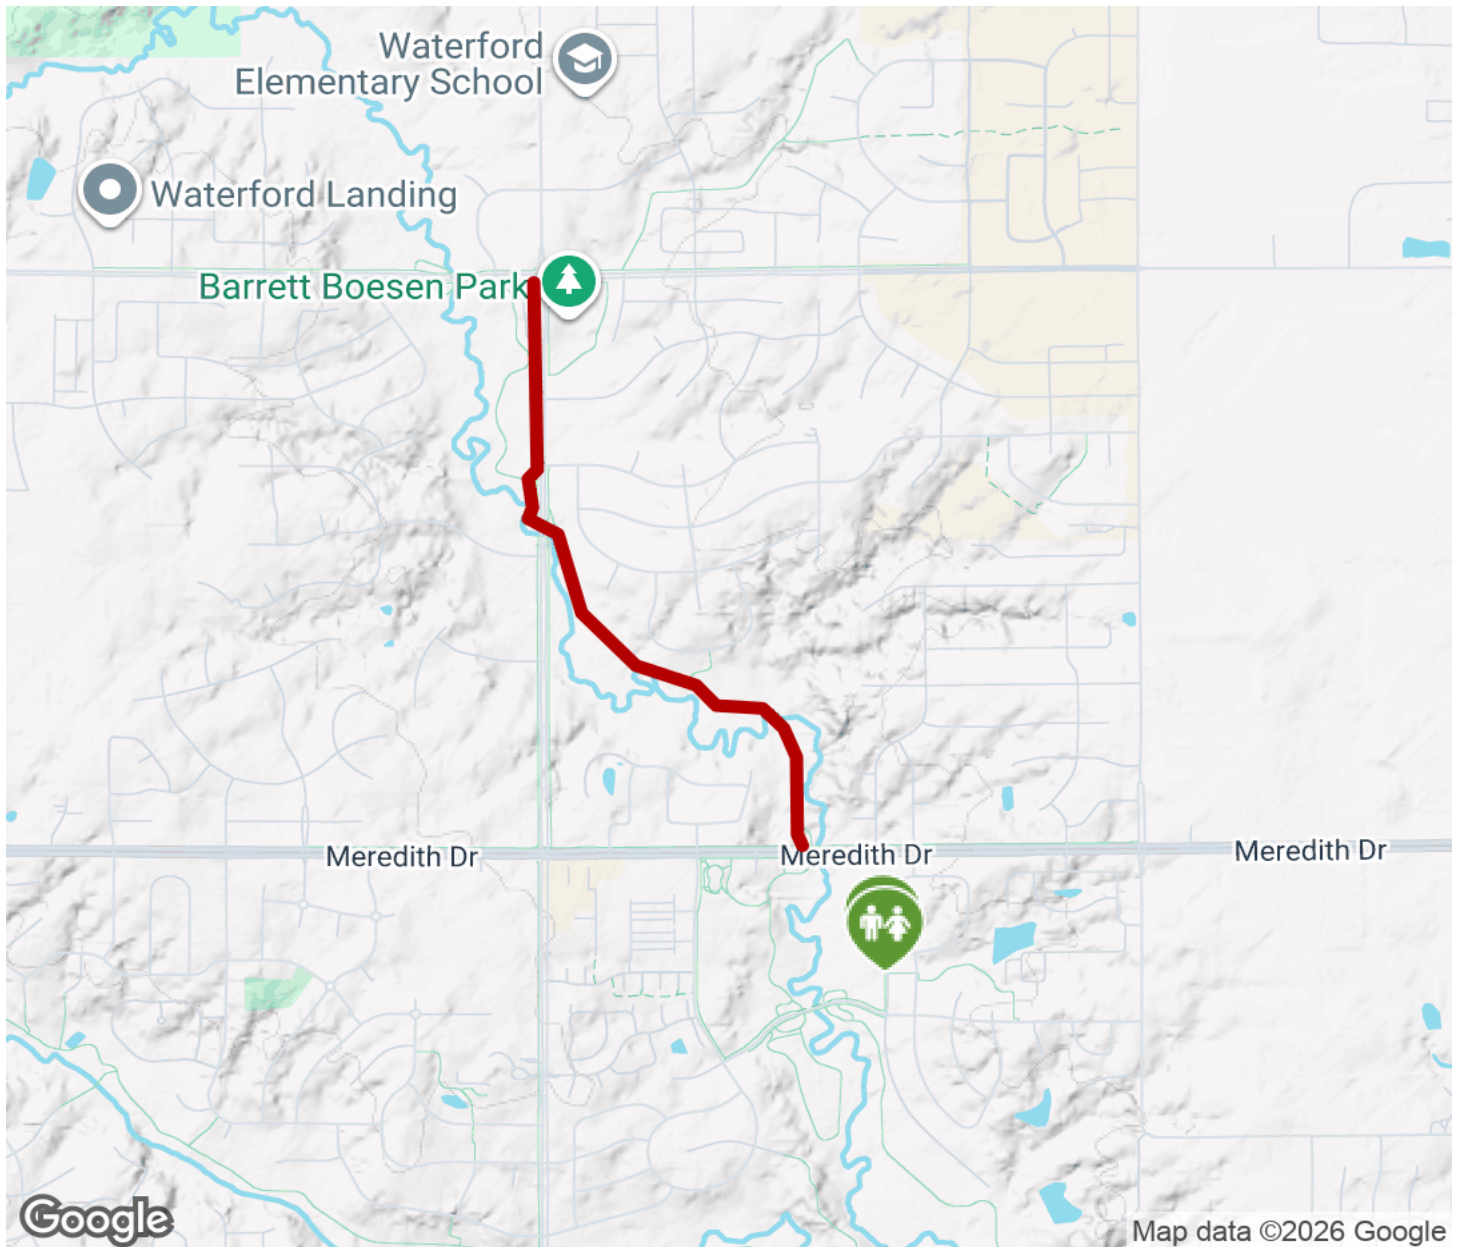 Waterford
Elementary School
Waterford Landing
Barrett Boesen Park
Meredith Dr
Meredith Dr
Meredith Dr
Google
Map data ©2026 Google